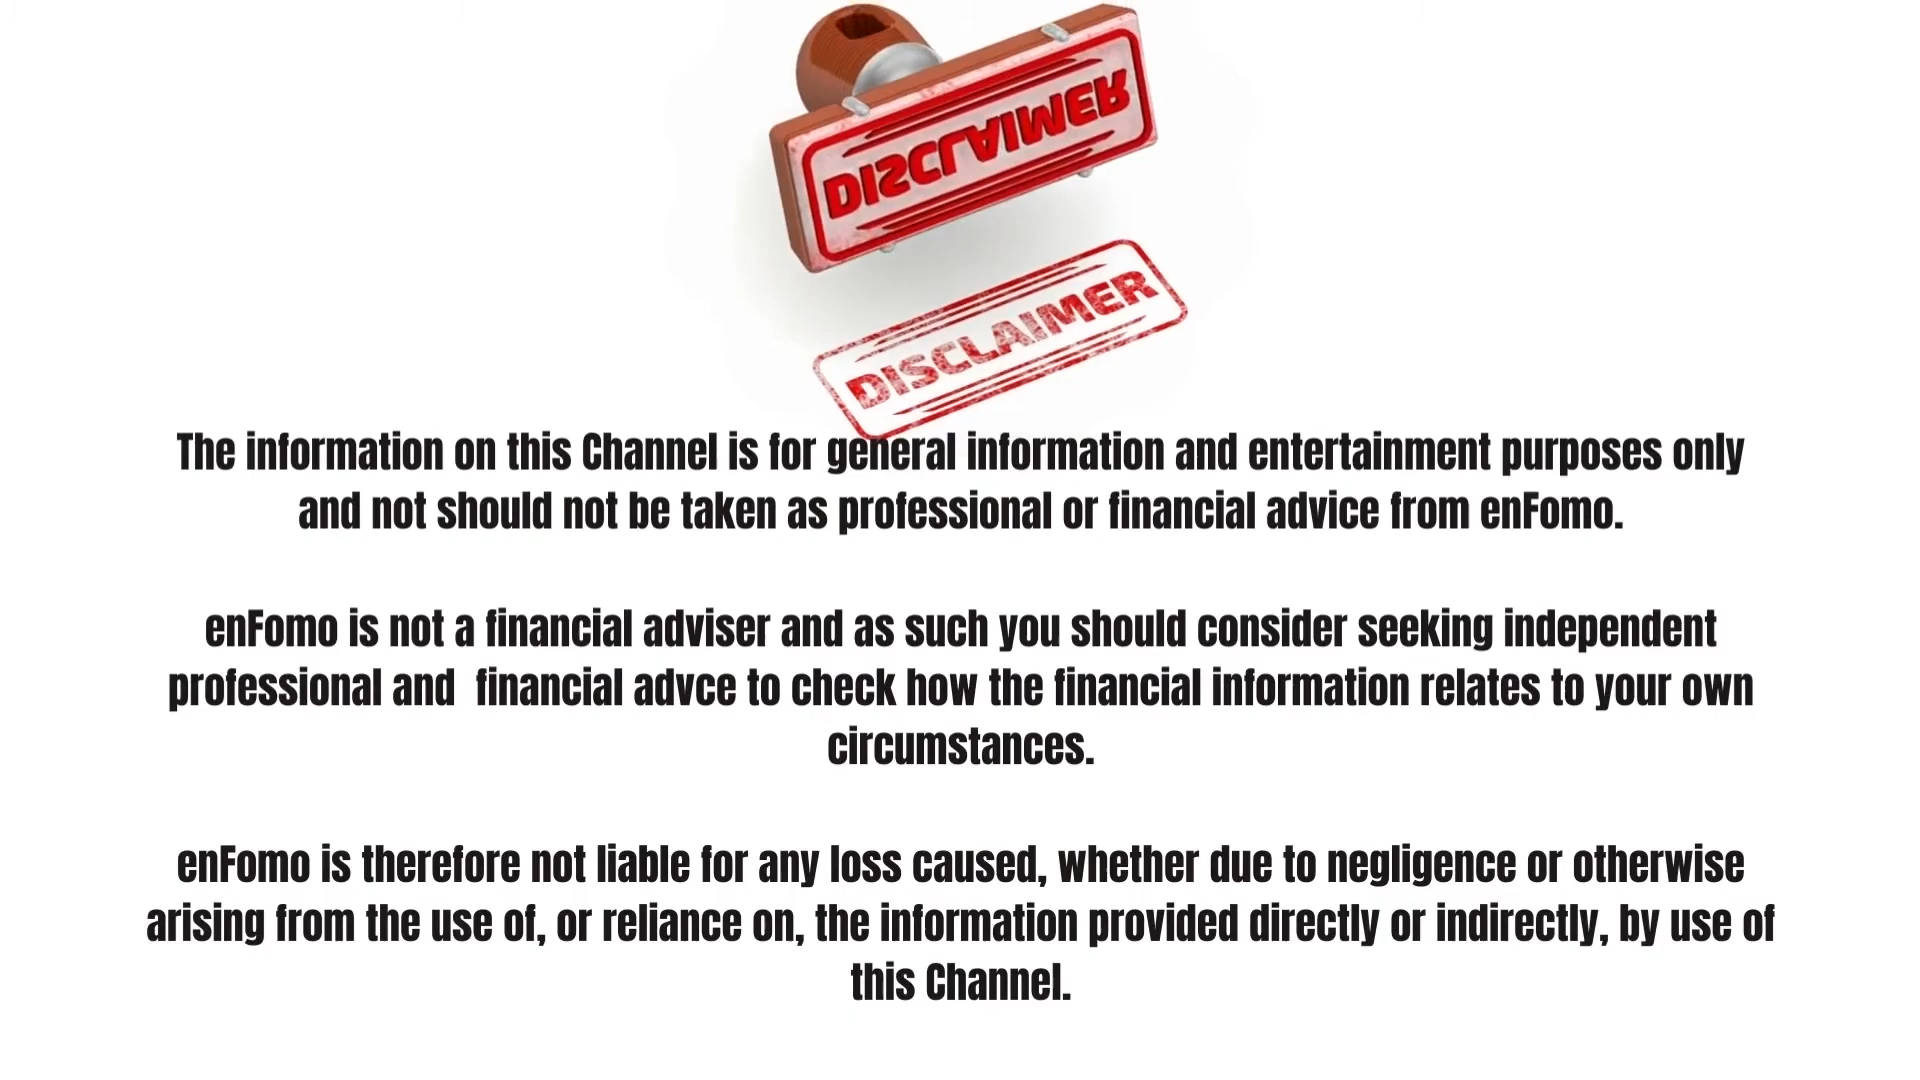 DISCLAIMER
DISCLAIMER
The information on this Channel is for general information and entertainment purposes only
and not should not be taken as professional or financial advice from enFomo.
enFomo is not a financial adviser and as such you should consider seeking independent
professional and  financial advce to check how the financial information relates to your own
circumstances.
enFomo is therefore not liable for any loss caused, whether due to negligence or otherwise
arising from the use of, or reliance on, the information provided directly or indirectly, by use of
this Channel.